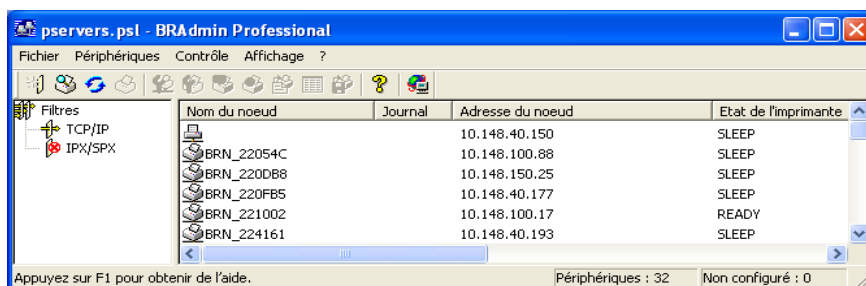 pservers.psl - BRAdmin Professional
Fichier Périphériques Contrôle Affichage ?
Filtres
TCP/IP
IPX/SPX
Nom du noeud Journal Adresse du noeud Etat de l'imprimante
10.148.40.150 SLEEP
BRN_22054C 10.148.100.88 SLEEP
BRN_220DB8 10.148.150.25 SLEEP
BRN_220FB5 10.148.40.177 SLEEP
BRN_221002 10.148.100.17 READY
BRN_224161 10.148.40.193 SLEEP
Appuyez sur F1 pour obtenir de l'aide. Périphériques : 32 Non configuré : 0